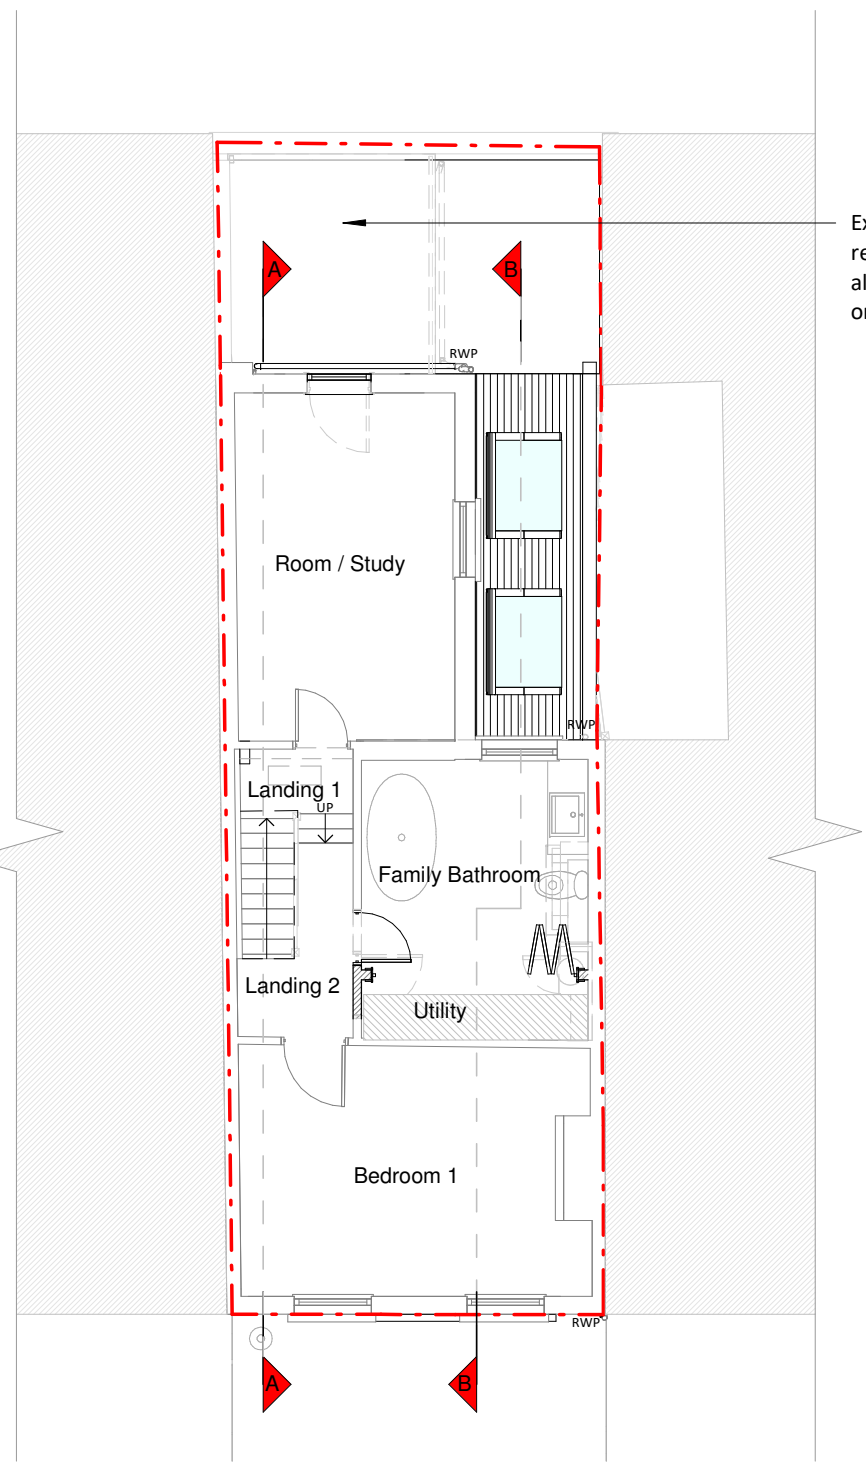 A
B
RWP
Room / Study
RWP
Landing 1
UP
Family Bathroom
Landing 2
Utility
Bedroom 1
RWP
A
B